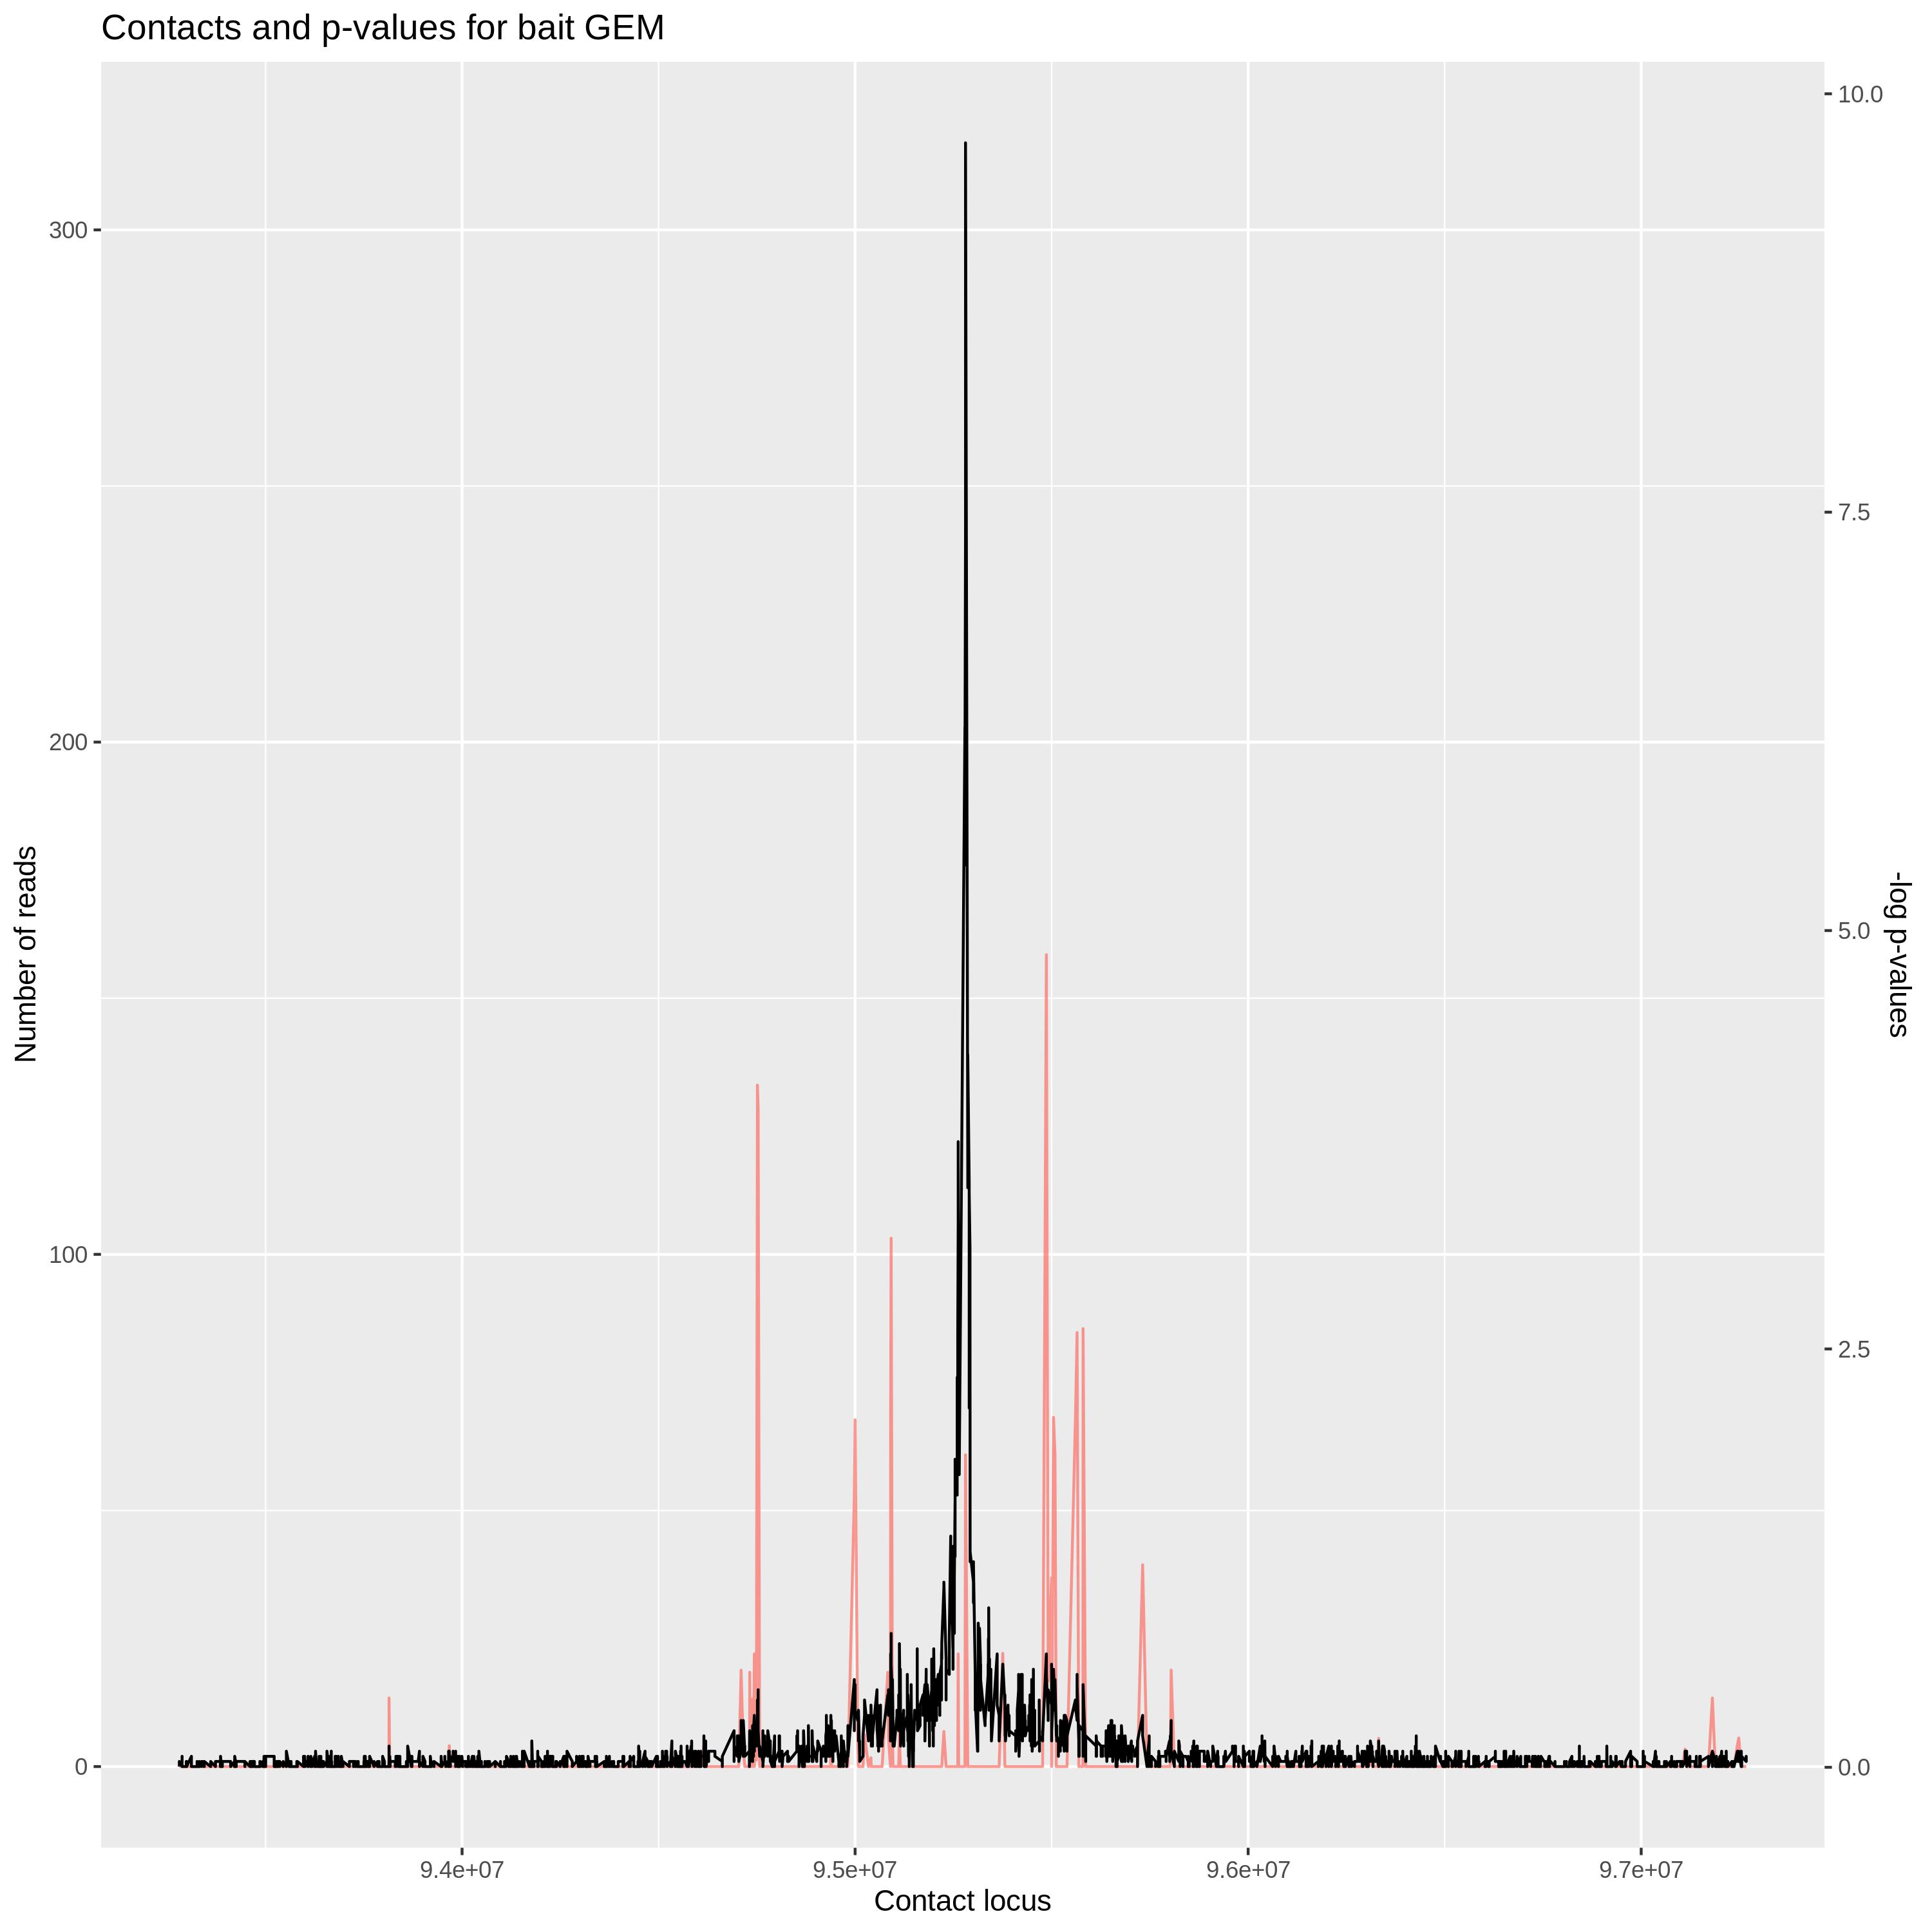 Contacts and p-values for bait GEM
300
200
100
0
10.0
7.5
5.0
2.5
0.0
Number of reads
-log p-values
9.4e+07
9.5e+07
9.6e+07
9.7e+07
Contact locus